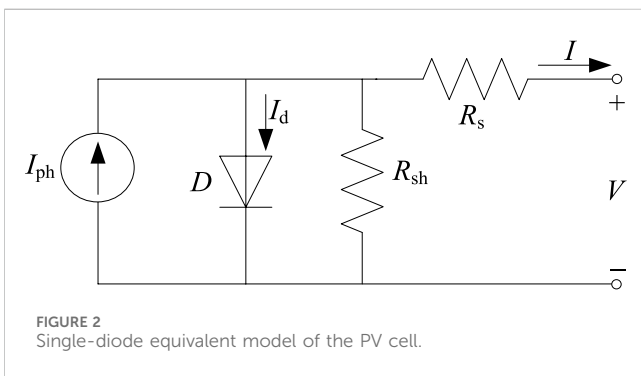 I
R_s
+
I_d
I_ph
D
R_sh
V
−
FIGURE 2
Single-diode equivalent model of the PV cell.